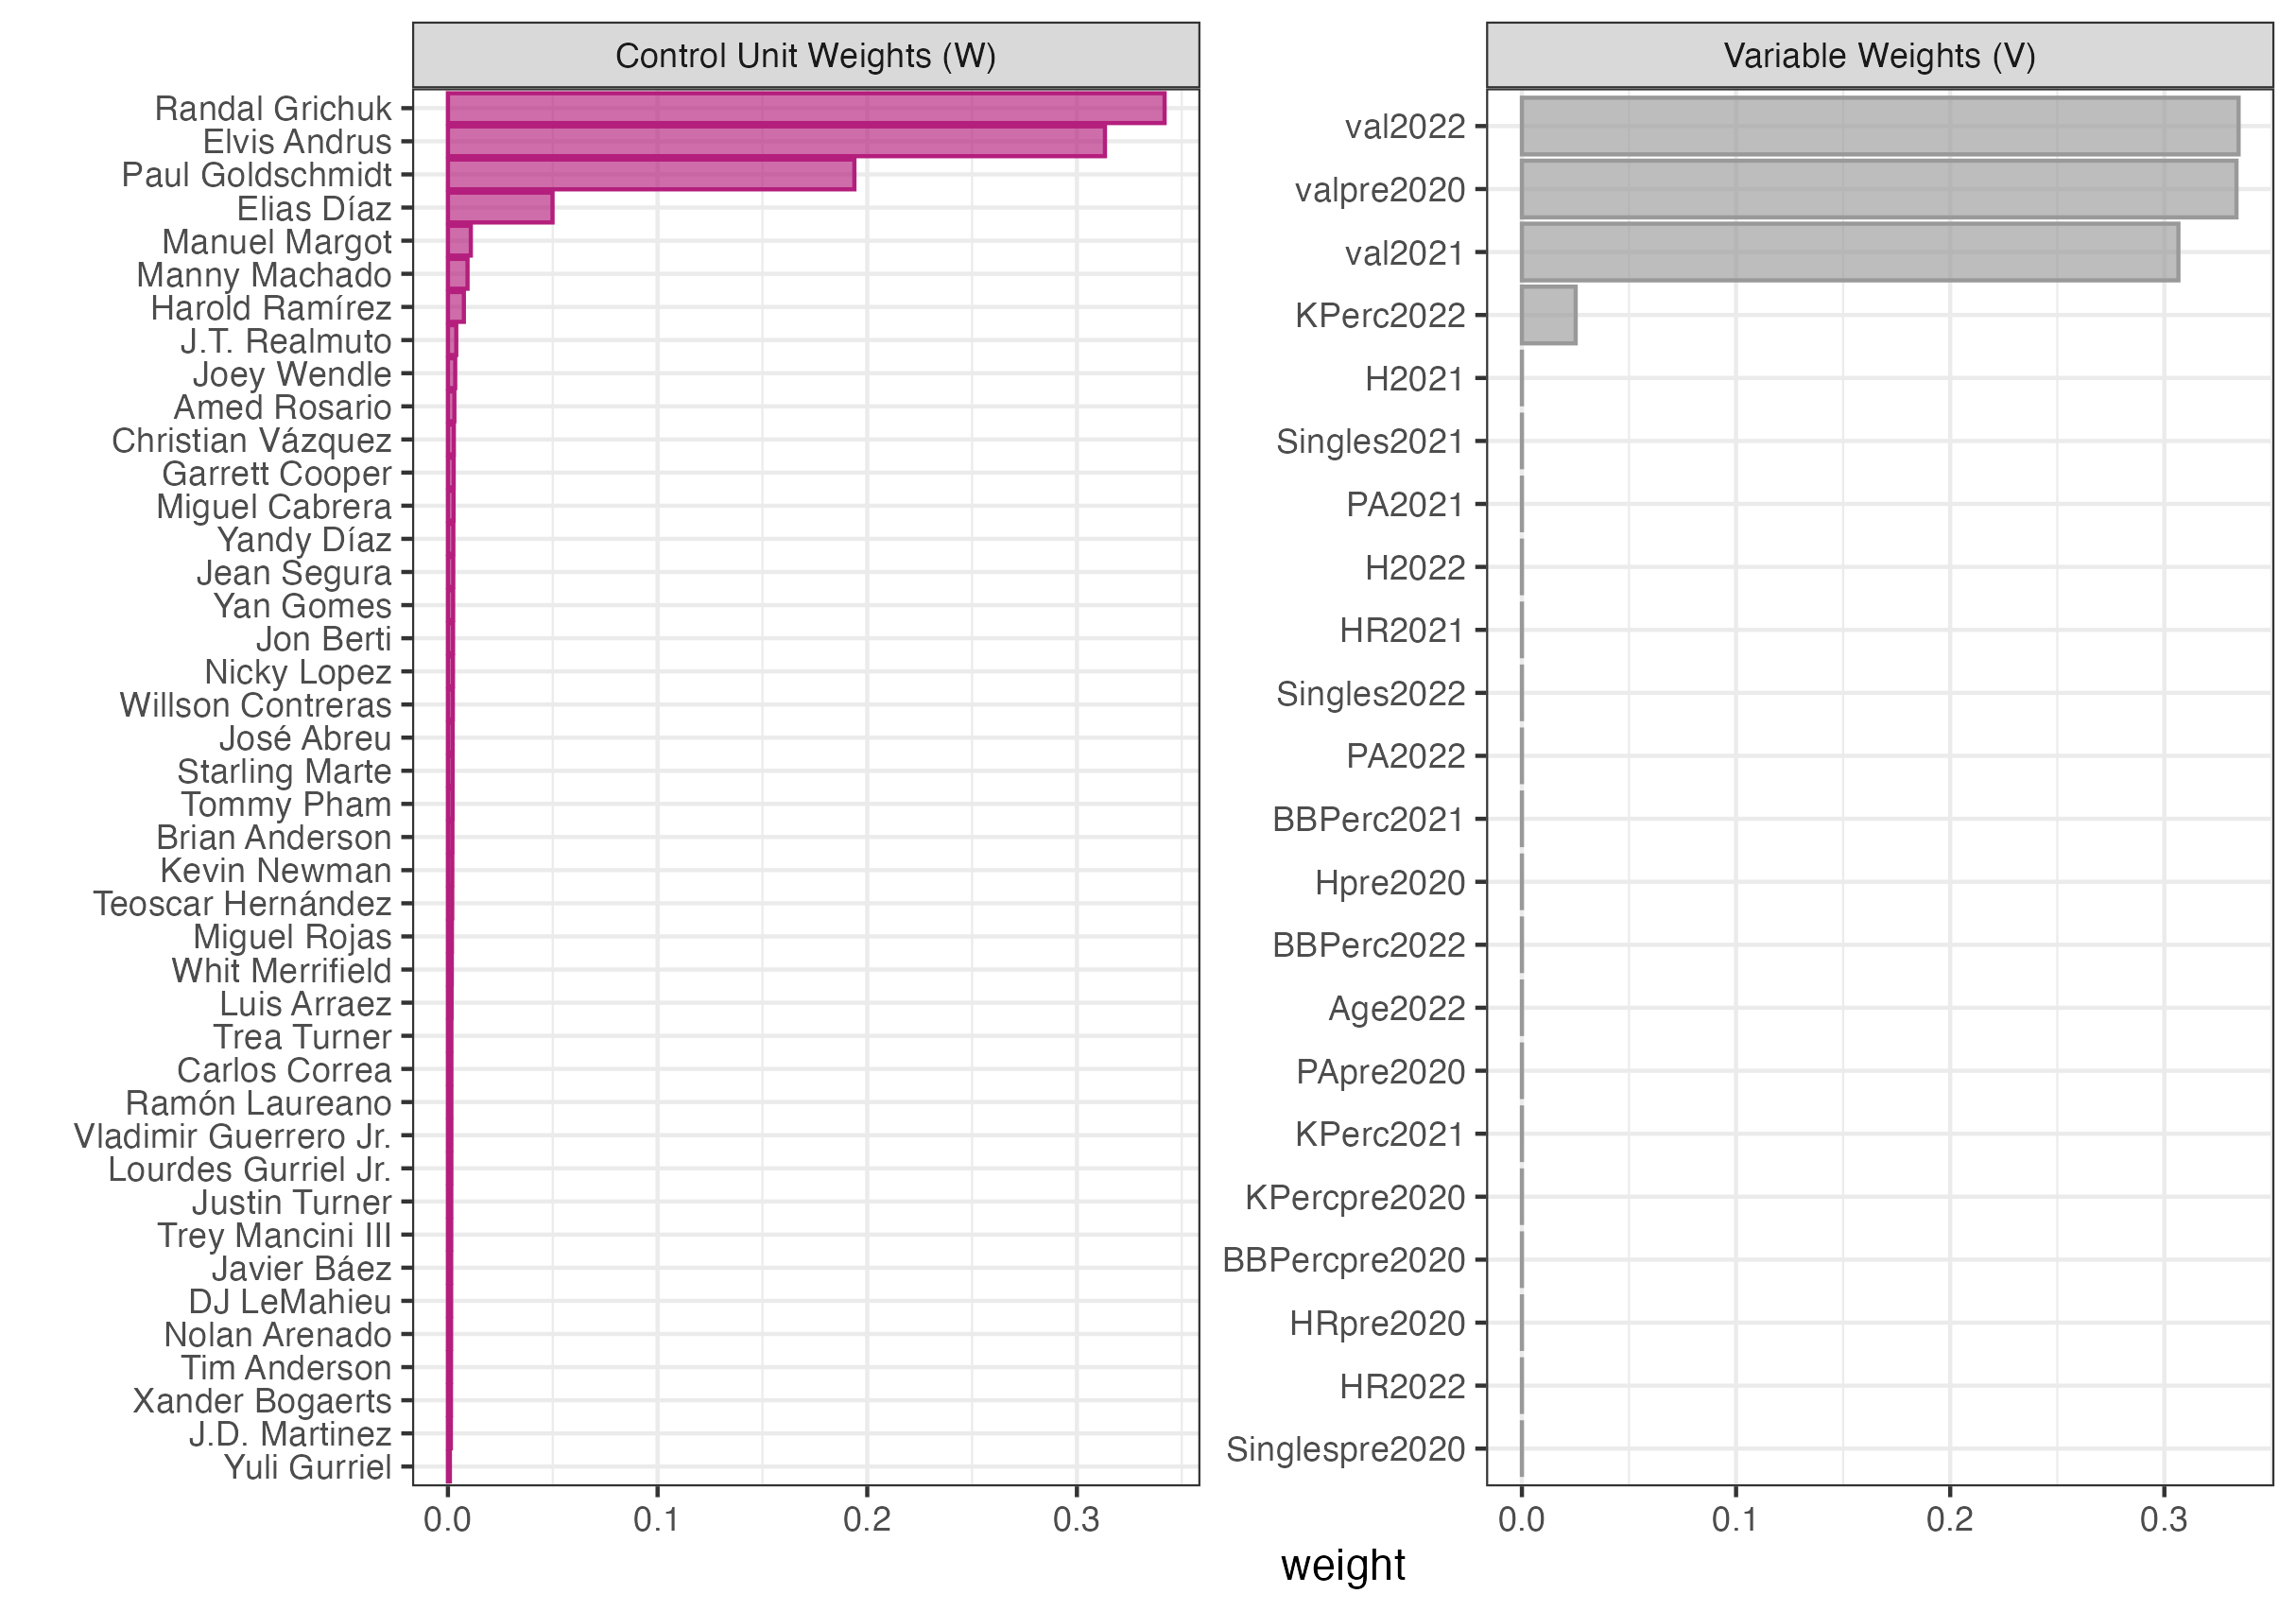 Control Unit Weights (W)
Randal Grichuk
Elvis Andrus
Paul Goldschmidt
Elias Díaz
Manuel Margot
Manny Machado
Harold Ramírez
J.T. Realmuto
Joey Wendle
Amed Rosario
Christian Vázquez
Garrett Cooper
Miguel Cabrera
Yandy Díaz
Jean Segura
Yan Gomes
Jon Berti
Nicky Lopez
Willson Contreras
José Abreu
Starling Marte
Tommy Pham
Brian Anderson
Kevin Newman
Teoscar Hernández
Miguel Rojas
Whit Merrifield
Luis Arraez
Trea Turner
Carlos Correa
Ramón Laureano
Vladimir Guerrero Jr.
Lourdes Gurriel Jr.
Justin Turner
Trey Mancini III
Javier Báez
DJ LeMahieu
Nolan Arenado
Tim Anderson
Xander Bogaerts
J.D. Martinez
Yuli Gurriel
0.0 0.1 0.2 0.3
Variable Weights (V)
val2022
valpre2020
val2021
KPerc2022
H2021
Singles2021
PA2021
H2022
HR2021
Singles2022
PA2022
BBPerc2021
Hpre2020
BBPerc2022
Age2022
PApre2020
KPerc2021
KPercpre2020
BBPercpre2020
HRpre2020
HR2022
Singlespre2020
0.0 0.1 0.2 0.3
weight